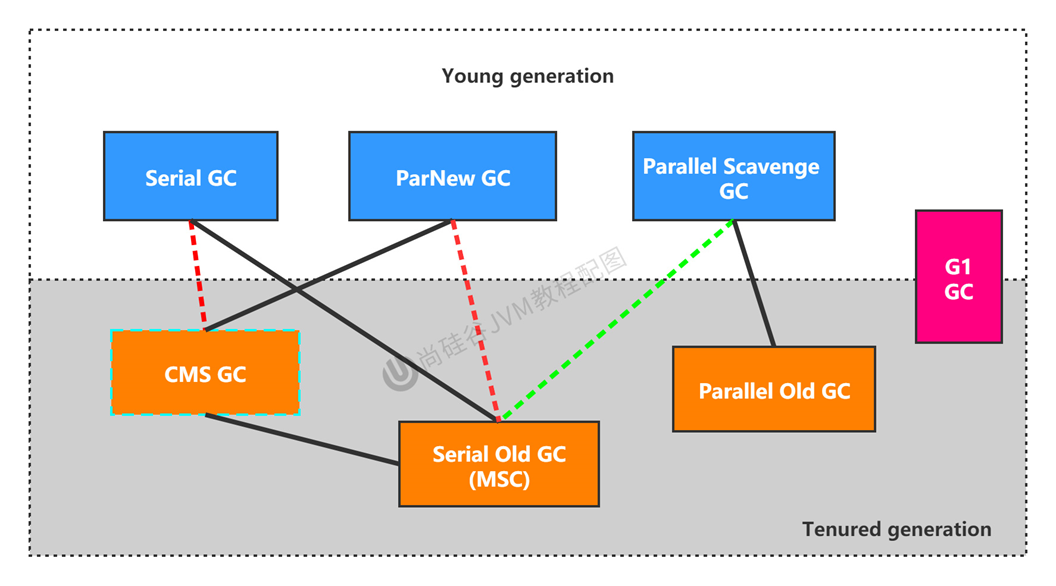 Young generation
Serial GC
ParNew GC
Parallel Scavenge
GC
G1
GC
尚硅谷JVM教程配图
CMS GC
Parallel Old GC
Serial Old GC
(MSC)
Tenured generation